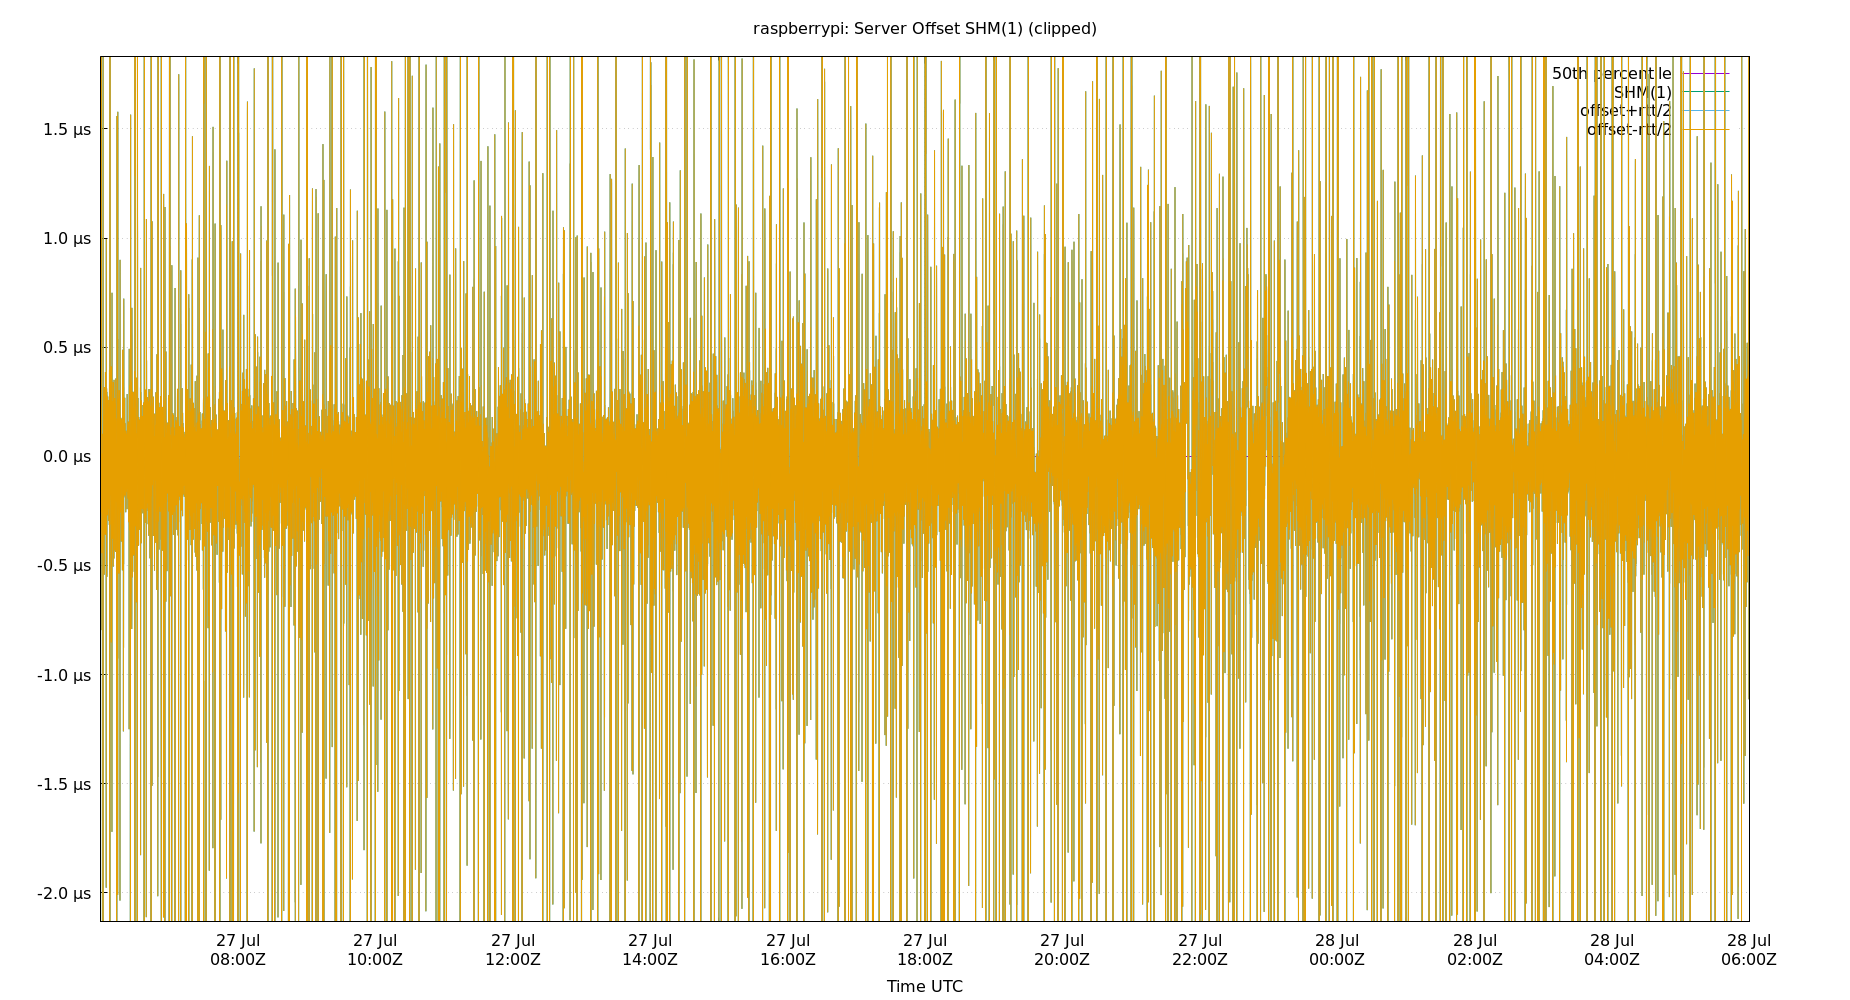 raspberrypi: Server Offset SHM(1) (clipped)
50th percentile
SHM(1)
offset+rtt/2
offset-rtt/2
1.5 µs
1.0 µs
0.5 µs
0.0 µs
-0.5 µs
-1.0 µs
-1.5 µs
-2.0 µs
27 Jul 27 Jul 27 Jul 27 Jul 27 Jul 27 Jul 27 Jul 27 Jul 28 Jul 28 Jul 28 Jul 28 Jul
08:00Z 10:00Z 12:00Z 14:00Z 16:00Z 18:00Z 20:00Z 22:00Z 00:00Z 02:00Z 04:00Z 06:00Z
Time UTC